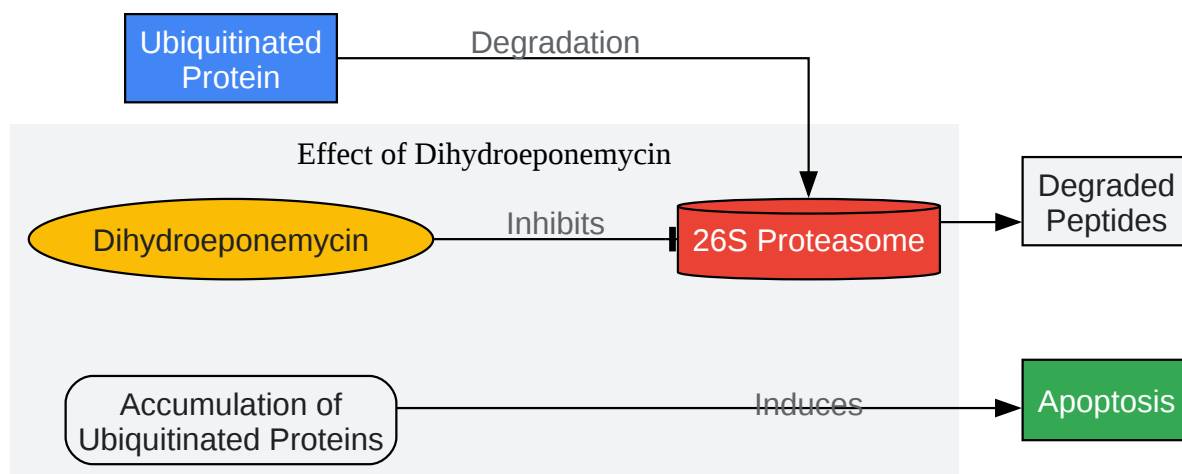 Ubiquitinated
Protein
Degradation
Effect of Dihydroeponemycin
Dihydroeponemycin
Inhibits
26S Proteasome
Degraded
Peptides
Accumulation of
Ubiquitinated Proteins
Induces
Apoptosis